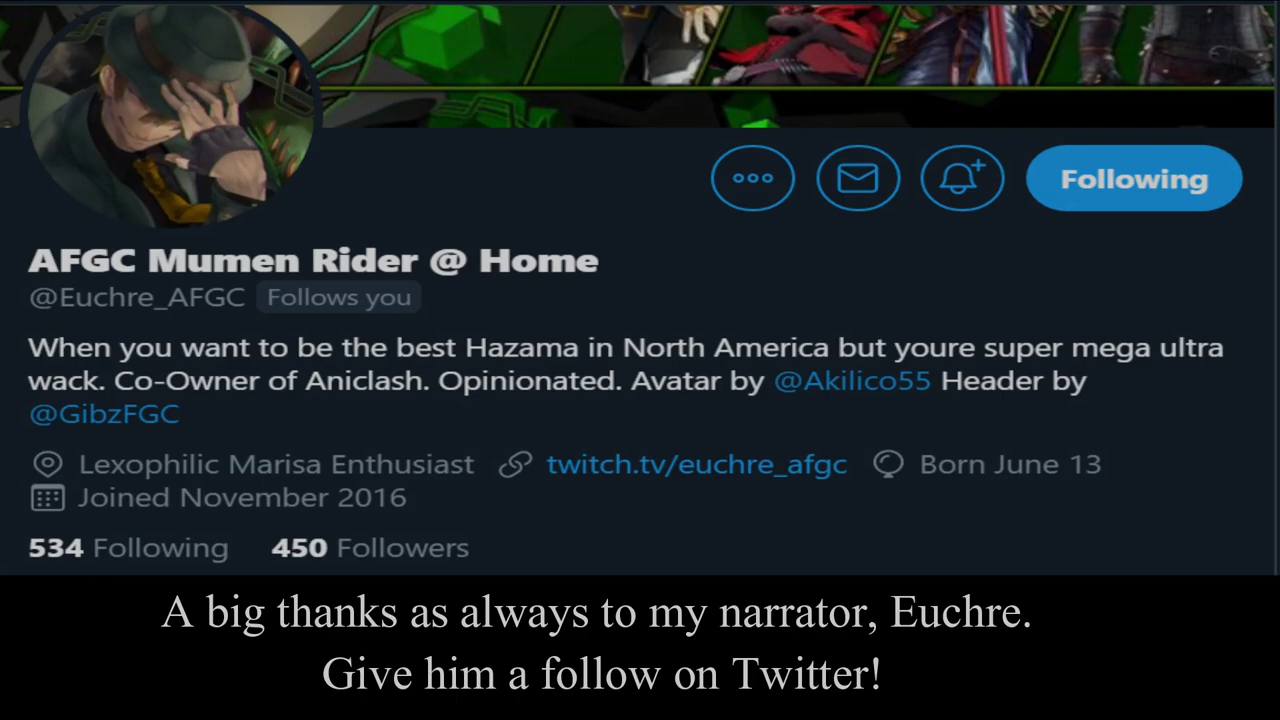 Following
AFGC Mumen Rider @ Home
@Euchre_AFGC Follows you
When you want to be the best Hazama in North America but youre super mega ultra
wack. Co-Owner of Aniclash. Opinionated. Avatar by @Akilico55 Header by
@GibzFGC
Lexophilic Marisa Enthusiast twitch.tv/euchre_afgc Born June 13
Joined November 2016
534 Following 450 Followers
A big thanks as always to my narrator, Euchre.
Give him a follow on Twitter!